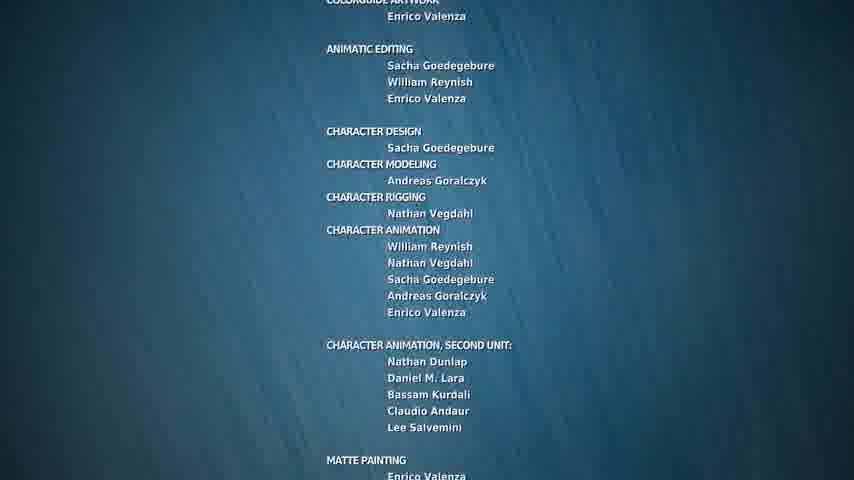 COLORGUIDE ARTWORK
Enrico Valenza
ANIMATIC EDITING
Sacha Goedegebure
William Reynish
Enrico Valenza
CHARACTER DESIGN
Sacha Goedegebure
CHARACTER MODELING
Andreas Goralczyk
CHARACTER RIGGING
Nathan Vegdahl
CHARACTER ANIMATION
William Reynish
Nathan Vegdahl
Sacha Goedegebure
Andreas Goralczyk
Enrico Valenza
CHARACTER ANIMATION, SECOND UNIT:
Nathan Dunlap
Daniel M. Lara
Bassam Kurdali
Claudio Andaur
Lee Salvemini
MATTE PAINTING
Enrico Valenza